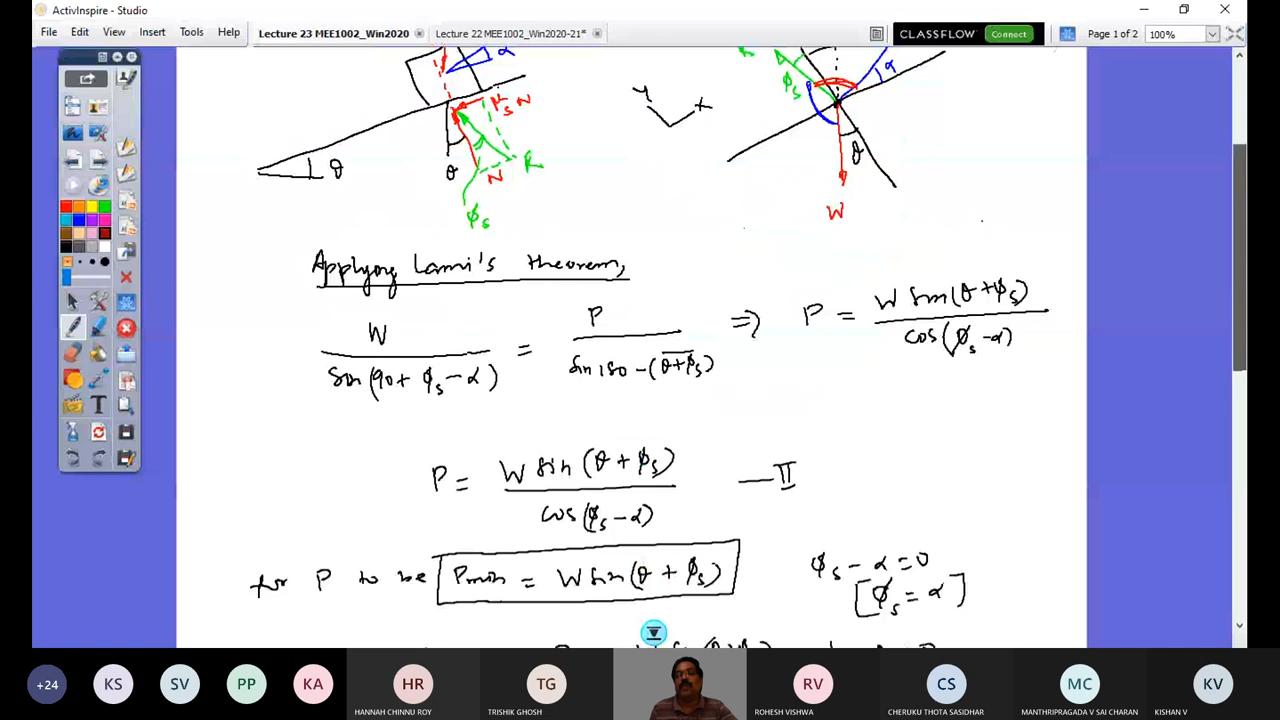 ActivInspire - Studio
File Edit View Insert Tools Help
Lecture 23 MEE1002_Win2020
Lecture 22 MEE1002_Win2020-21*
CLASSFLOW Connect
Page 1 of 2
100%
α
μsN
θ
θ
N
R
φs
Y
X
φs
α
θ
W
Applying Lami's theorem,
W / sin(90 + φs - α) = P / sin 180 - (θ+φs) ⇒ P = W sin(θ + φs) / cos(φs - α)
P = W sin (θ + φs) / cos(φs - α) — II
for P to be Pmin = W sin(θ + φs)
φs - α = 0
[φs = α]
+24
KS
SV
PP
KA
HR
HANNAH CHINNU ROY
TG
TRISHIK GHOSH
RV
ROHESH VISHWA
CS
CHERUKU THOTA SASIDHAR
MC
MANTHRIPRAGADA V SAI CHARAN
KV
KISHAN V